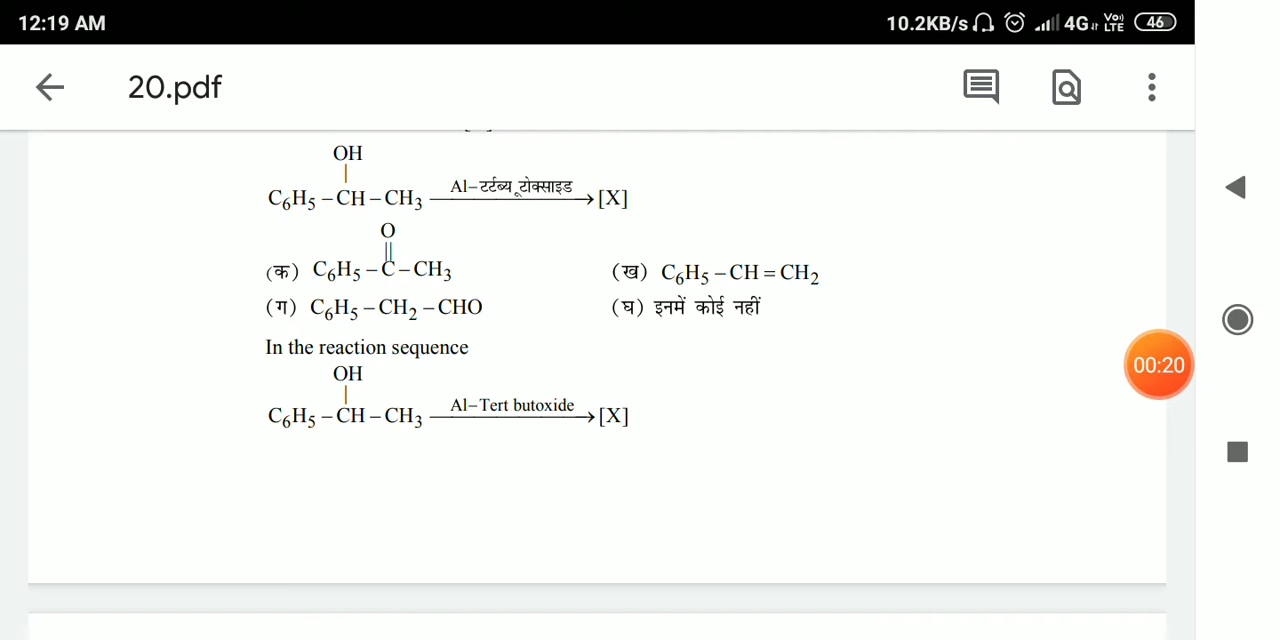 12:19 AM 10.2KB/s 4G Vo) LTE 46
20.pdf
OH
C6H5 – CH – CH3 Al–टर्टब्यूटोक्साइड → [X]
O
(क) C6H5 – C – CH3 (ख) C6H5 – CH = CH2
(ग) C6H5 – CH2 – CHO (घ) इनमें कोई नहीं
In the reaction sequence
OH
C6H5 – CH – CH3 Al–Tert butoxide → [X]
00:20